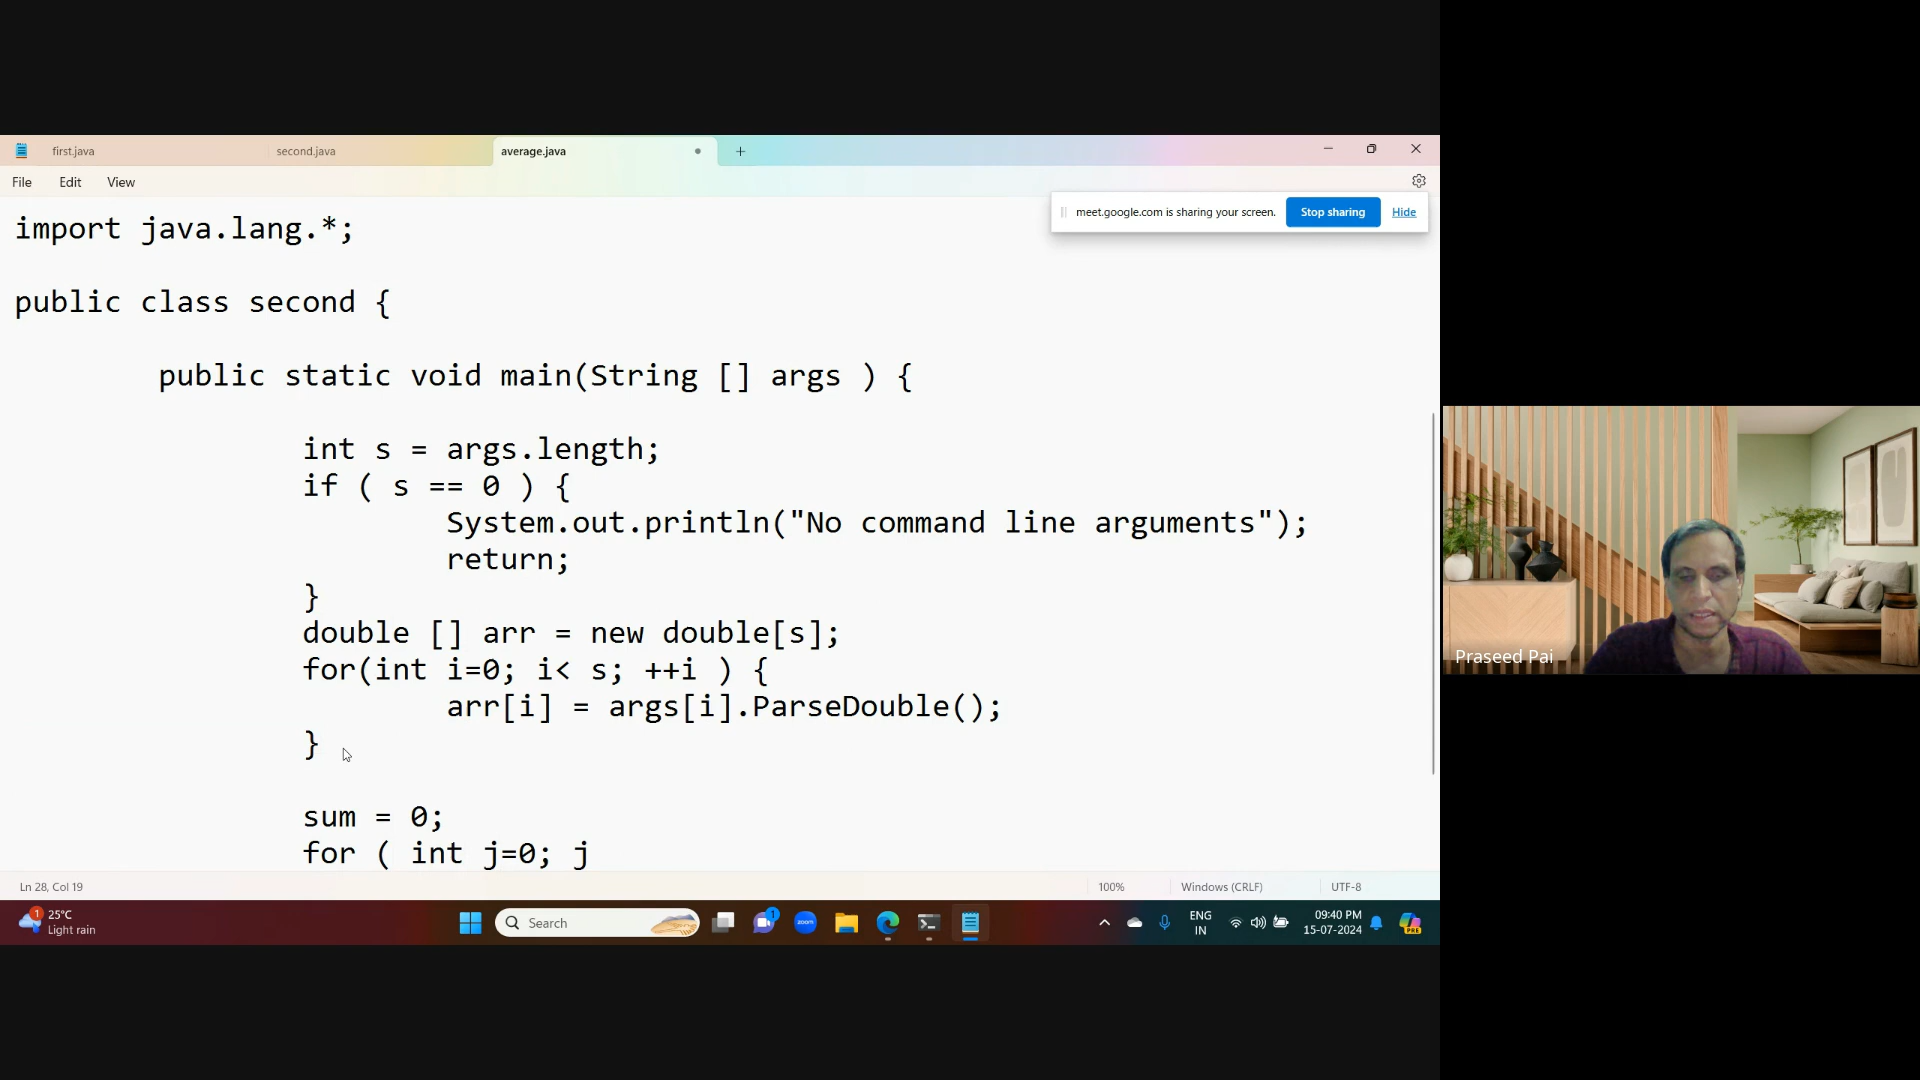 first.java
second.java
average.java
File Edit View
meet.google.com is sharing your screen. Stop sharing Hide
import java.lang.*;
public class second {
public static void main(String [] args ) {
int s = args.length;
if ( s == 0 ) {
System.out.println("No command line arguments");
return;
}
double [] arr = new double[s];
for(int i=0; i< s; ++i ) {
arr[i] = args[i].ParseDouble();
}
sum = 0;
for ( int j=0; j
Ln 28, Col 19
100%
Windows (CRLF)
UTF-8
Praseed Pai
1
25°C
Light rain
Search
1
zoom
ENG
IN
09:40 PM
15-07-2024
PRE